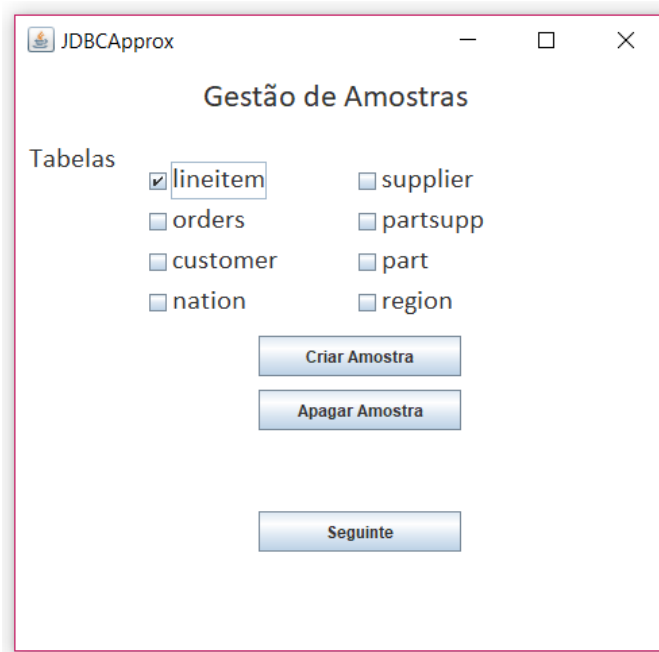 JDBCApprox
Gestão de Amostras
Tabelas
lineitem supplier
orders partsupp
customer part
nation region
Criar Amostra
Apagar Amostra
Seguinte